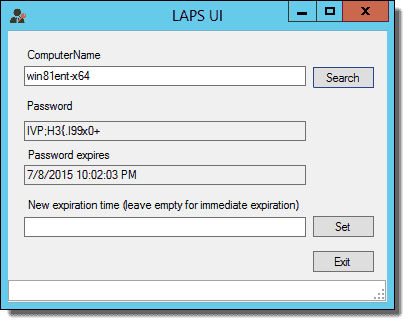 LAPS UI
ComputerName
win81ent-x64
Search
Password
IVP;H3{.I99x0+
Password expires
7/8/2015 10:02:03 PM
New expiration time (leave empty for immediate expiration)
Set
Exit